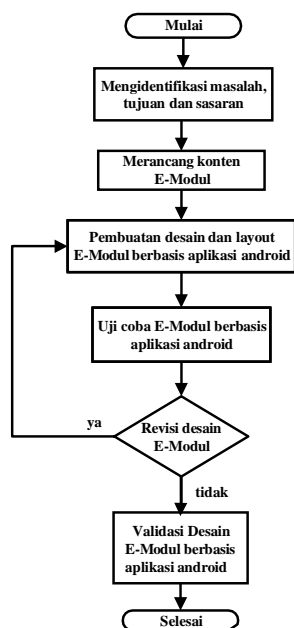 Mulai
Mengidentifikasi masalah,
tujuan dan sasaran
Merancang konten
E-Modul
Pembuatan desain dan layout
E-Modul berbasis aplikasi android
Uji coba E-Modul berbasis
aplikasi android
ya
Revisi desain
E-Modul
tidak
Validasi Desain
E-Modul berbasis
aplikasi android
Selesai